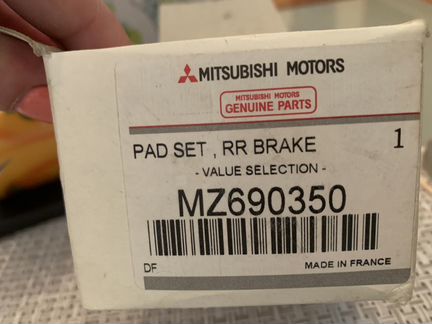 MITSUBISHI MOTORS
MITSUBISHI MOTORS
GENUINE PARTS
PAD SET , RR BRAKE 1
- VALUE SELECTION -
MZ690350
DF MADE IN FRANCE